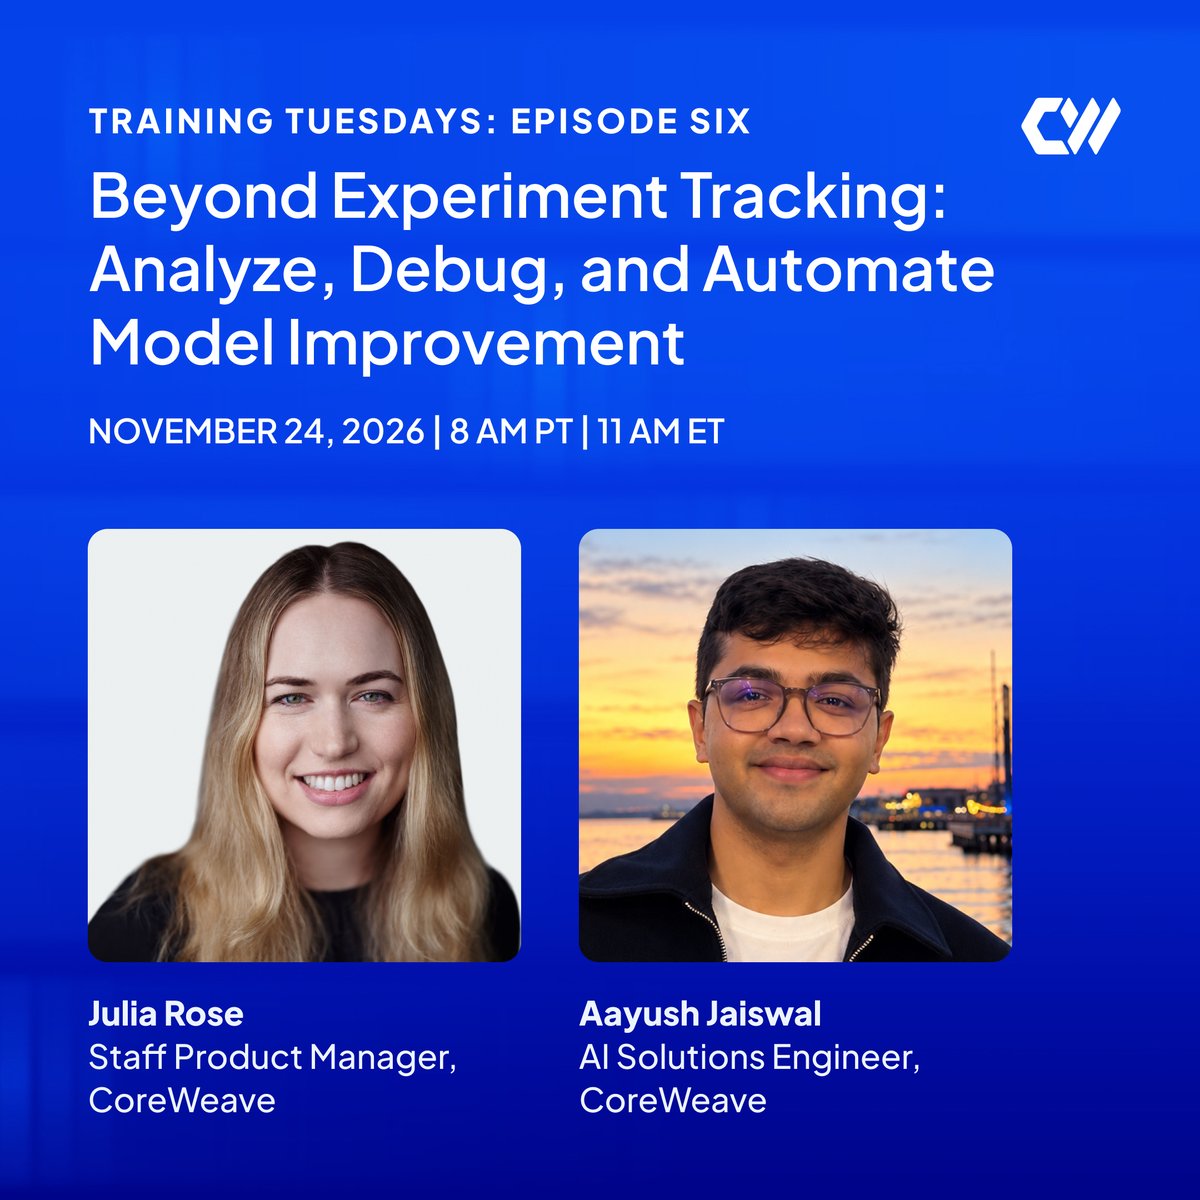 TRAINING TUESDAYS: EPISODE SIX
CW
Beyond Experiment Tracking:
Analyze, Debug, and Automate
Model Improvement
NOVEMBER 24, 2026 | 8 AM PT | 11 AM ET
Julia Rose
Staff Product Manager,
CoreWeave
Aayush Jaiswal
AI Solutions Engineer,
CoreWeave